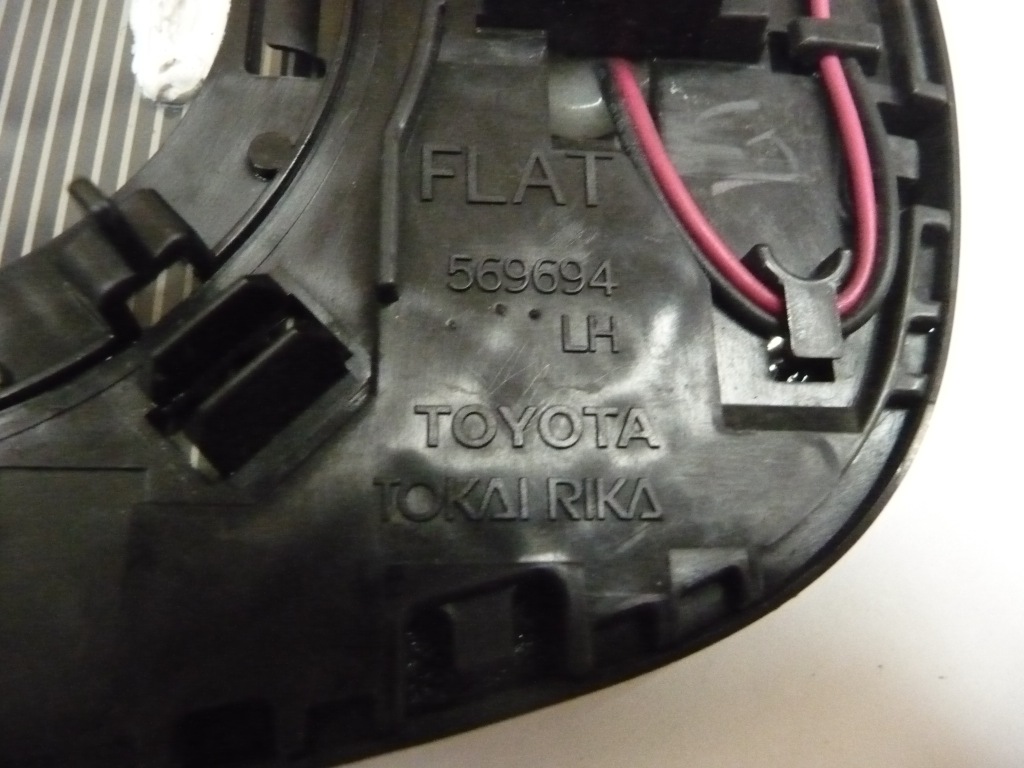 FLAT
569694
LH
TOYOTA
TOKAI RIKA